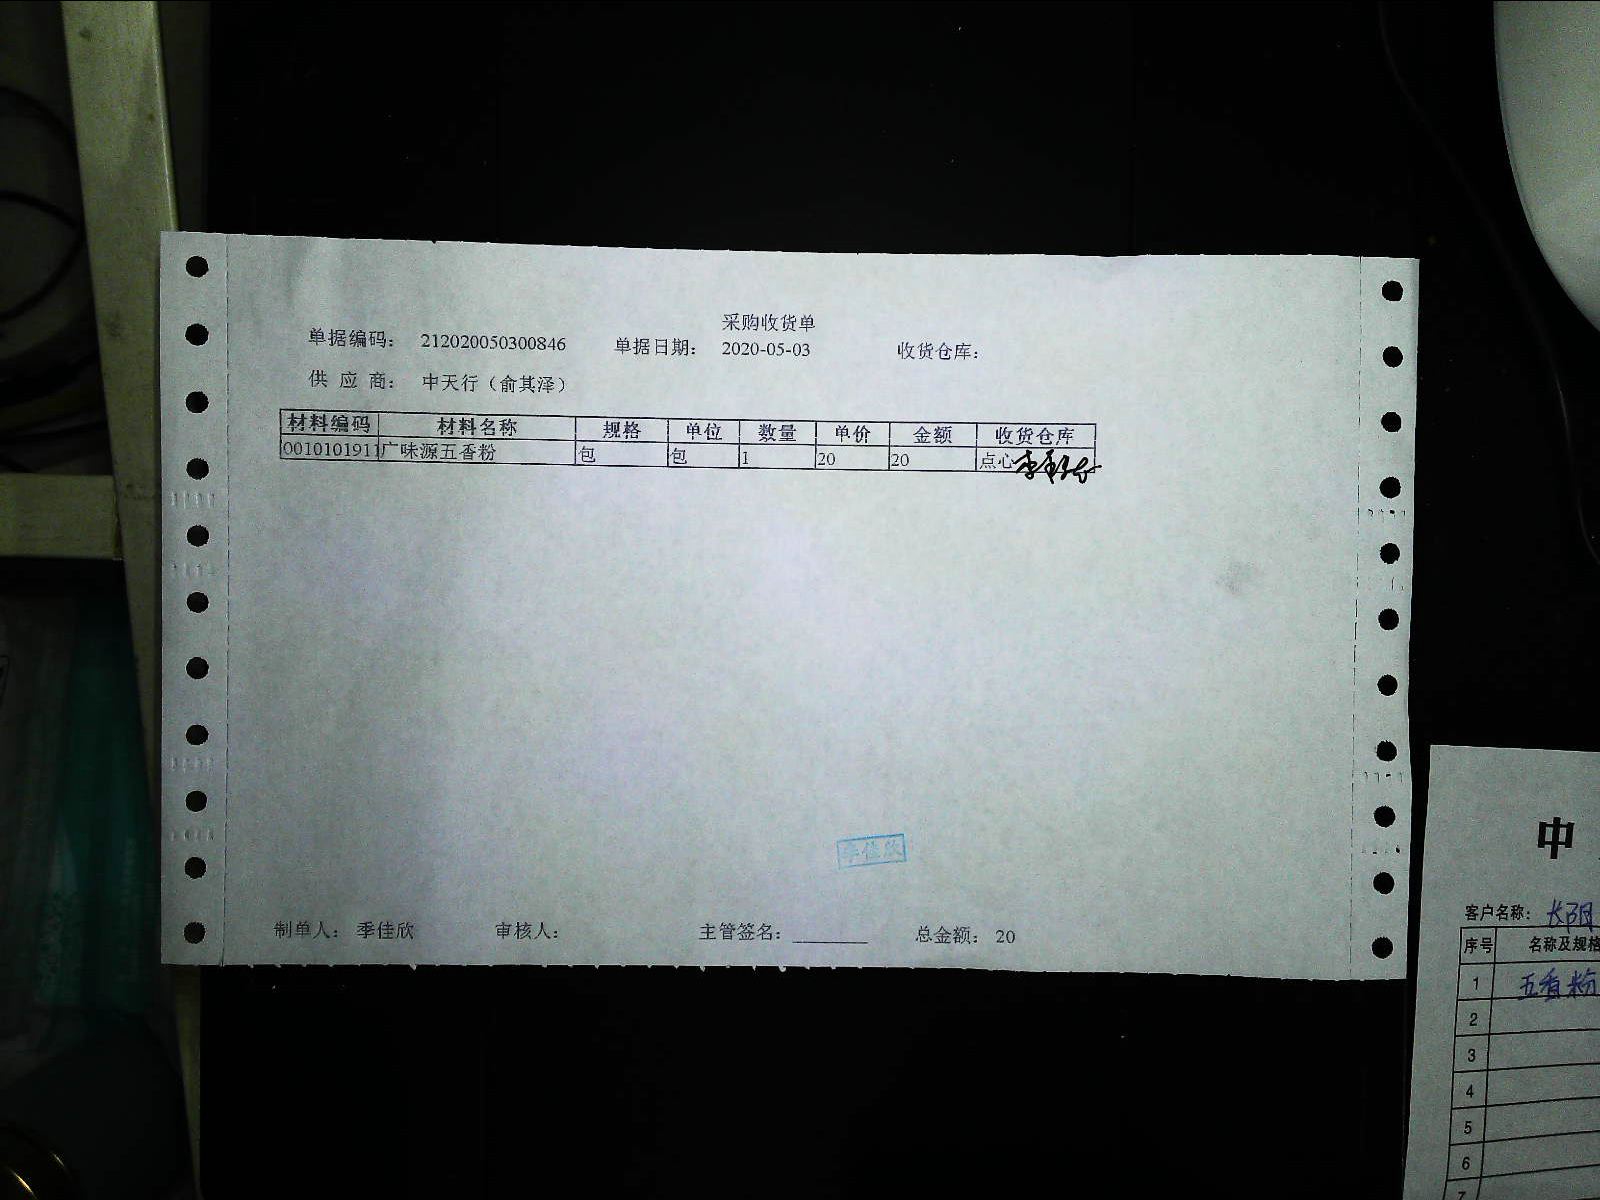 采购收货单
单据编码： 212020050300846 单据日期： 2020-05-03 收货仓库：
供 应 商： 中天行（俞其泽）
材料编码 材料名称 规格 单位 数量 单价 金额 收货仓库
0010101911 广味源五香粉 包 包 1 20 20 点心
季佳欣
制单人： 季佳欣 审核人： 主管签名： ________ 总金额： 20
中
客户名称：
序号 名称及规格
1 五香粉
2
3
4
5
6